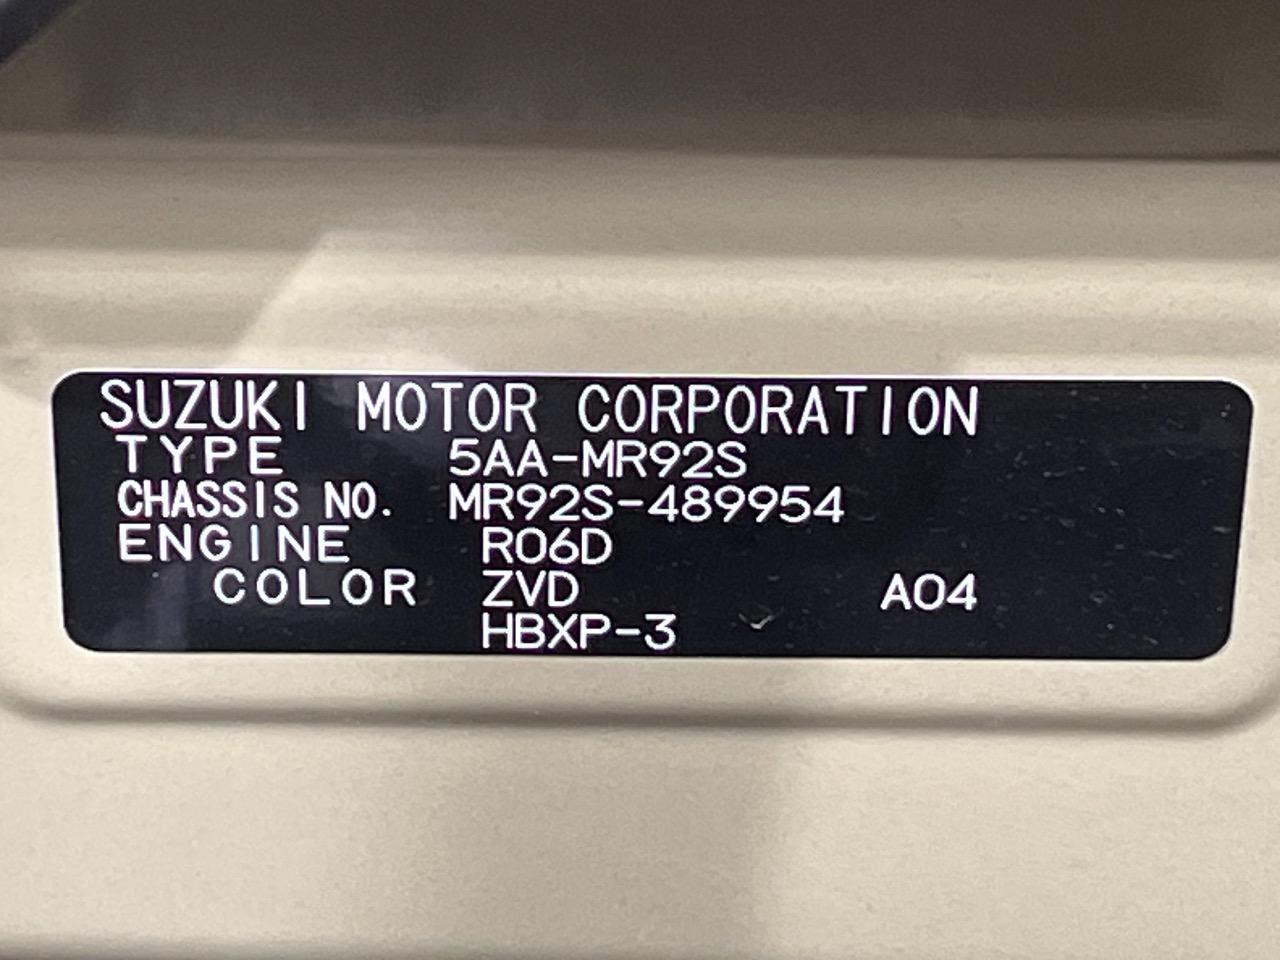 SUZUKI MOTOR CORPORATION
TYPE 5AA-MR92S
CHASSIS NO. MR92S-489954
ENGINE R06D
COLOR ZVD A04
HBXP-3